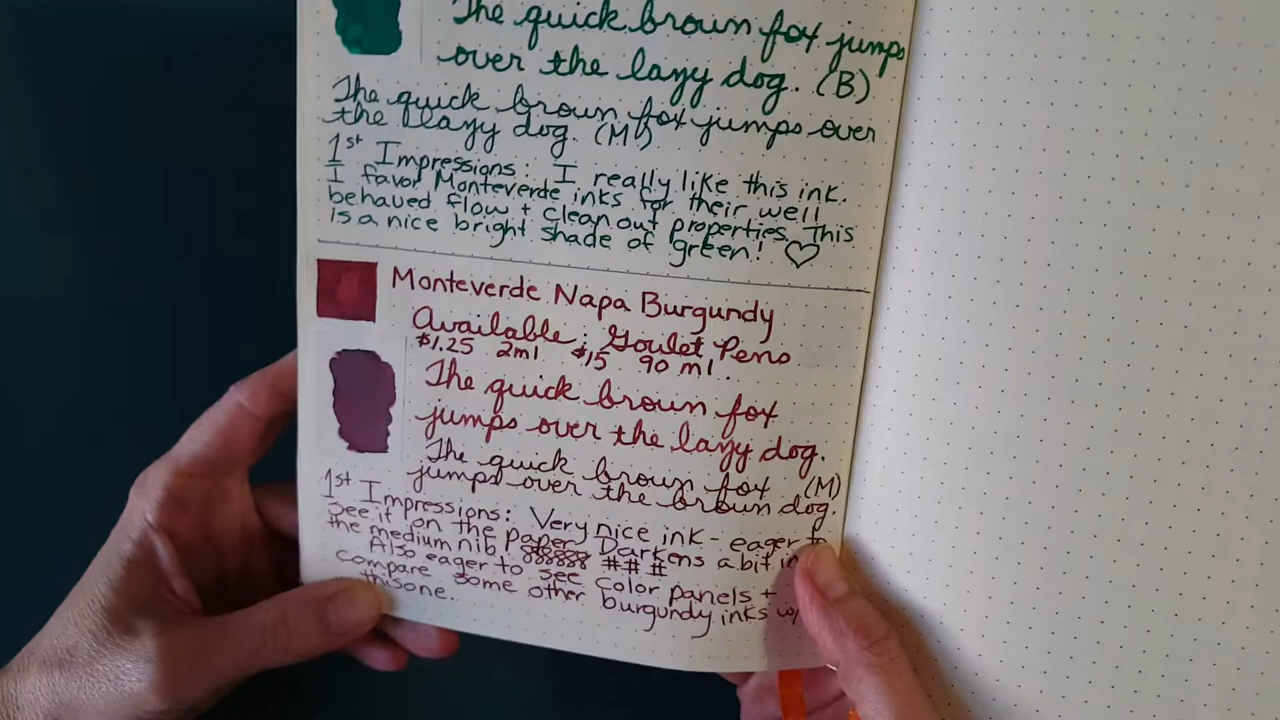 The quick brown fox jumps
over the lazy dog. (B)
The quick brown fox jumps over
the lazy dog. (M)
1st Impressions: I really like this ink.
I favor Monteverde inks for their well
behaved flow + clean out properties. This
is a nice bright shade of green! ♡
Monteverde Napa Burgundy
Available: Goulet Pens
$1.25 2ml $15 90 ml.
The quick brown fox
jumps over the lazy dog.
The quick brown fox (M)
jumps over the brown dog.
1st Impressions: Very nice ink - eager
see it on the paper. Darkens a bit in
the medium nib. 888888 ###
Also eager to see color panels +
compare some other burgundy inks w/
this one.